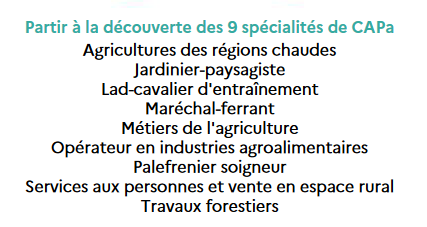 Partir à la découverte des 9 spécialités de CAPa
Agricultures des régions chaudes
Jardinier-paysagiste
Lad-cavalier d'entraînement
Maréchal-ferrant
Métiers de l'agriculture
Opérateur en industries agroalimentaires
Palefrenier soigneur
Services aux personnes et vente en espace rural
Travaux forestiers